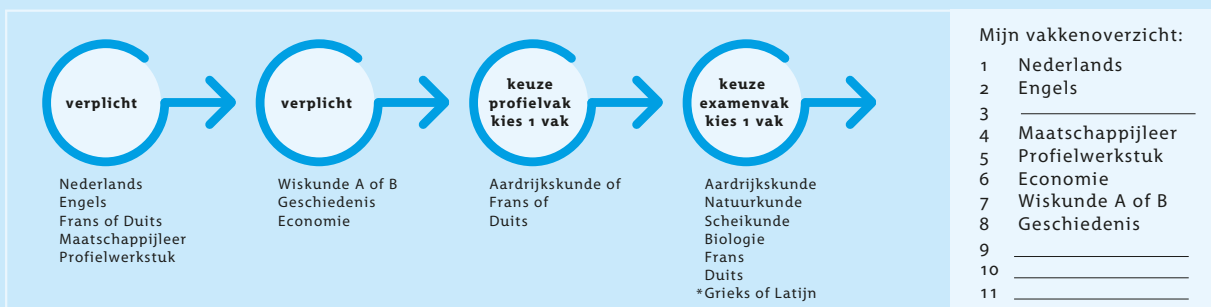 verplicht
Nederlands
Engels
Frans of Duits
Maatschappijleer
Profielwerkstuk
verplicht
Wiskunde A of B
Geschiedenis
Economie
keuze
profielvak
kies 1 vak
Aardrijkskunde of
Frans of
Duits
keuze
examenvak
kies 1 vak
Aardrijkskunde
Natuurkunde
Scheikunde
Biologie
Frans
Duits
*Grieks of Latijn
Mijn vakkenoverzicht:
1 Nederlands
2 Engels
3
4 Maatschappijleer
5 Profielwerkstuk
6 Economie
7 Wiskunde A of B
8 Geschiedenis
9
10
11